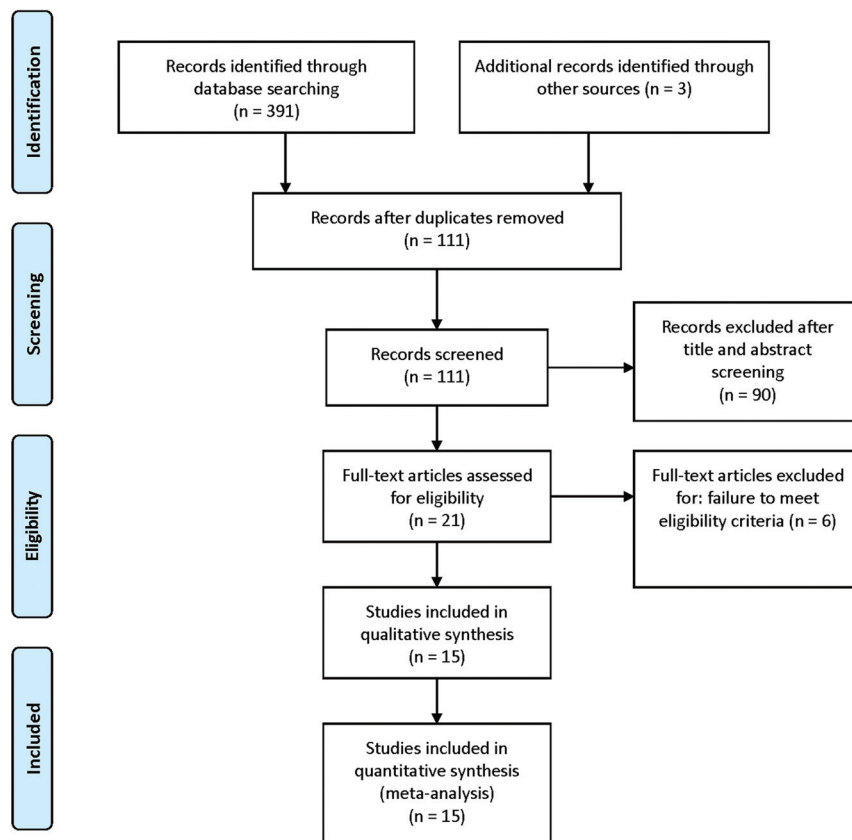 Identification
Records identified through
database searching
(n = 391)
Additional records identified through
other sources (n = 3)
Records after duplicates removed
(n = 111)
Screening
Records screened
(n = 111)
Records excluded after
title and abstract
screening
(n = 90)
Eligibility
Full-text articles assessed
for eligibility
(n = 21)
Full-text articles excluded
for: failure to meet
eligibility criteria (n = 6)
Studies included in
qualitative synthesis
(n = 15)
Included
Studies included in
quantitative synthesis
(meta-analysis)
(n = 15)